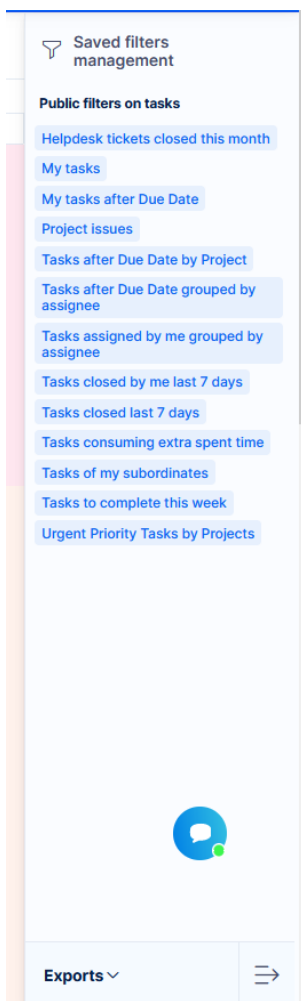 Saved filters
management
Public filters on tasks
Helpdesk tickets closed this month
My tasks
My tasks after Due Date
Project issues
Tasks after Due Date by Project
Tasks after Due Date grouped by
assignee
Tasks assigned by me grouped by
assignee
Tasks closed by me last 7 days
Tasks closed last 7 days
Tasks consuming extra spent time
Tasks of my subordinates
Tasks to complete this week
Urgent Priority Tasks by Projects
Exports